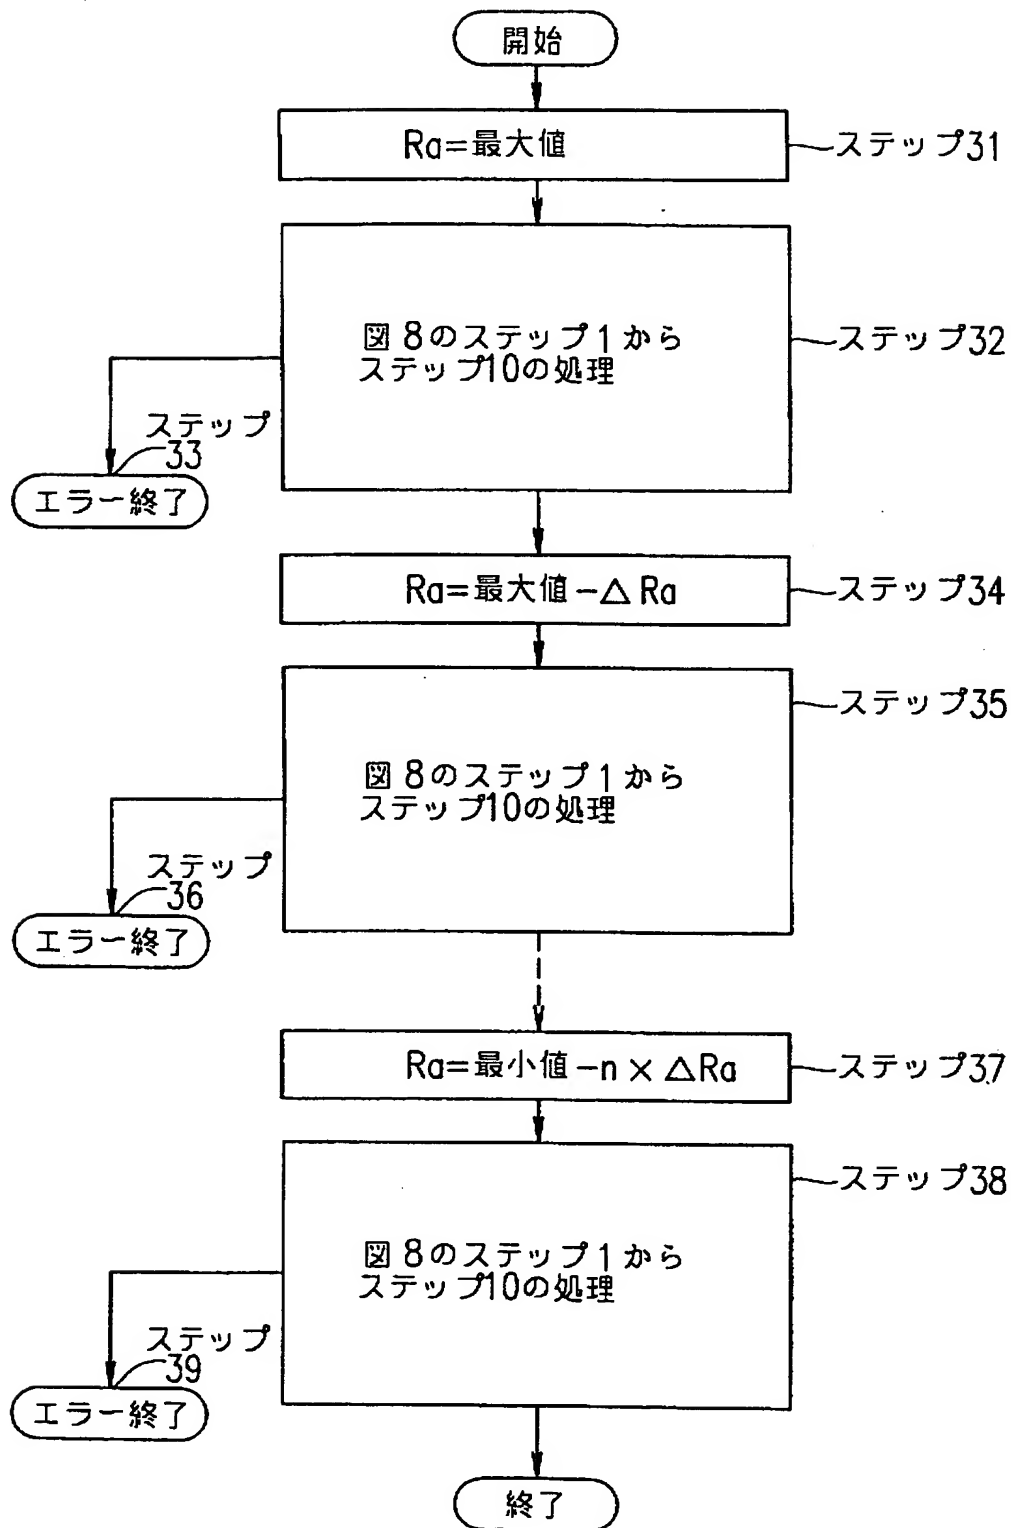 開始
Ra=最大値
ステップ31
図8のステップ1から
ステップ10の処理
ステップ32
ステップ
33
エラー終了
Ra=最大値-△Ra
ステップ34
図8のステップ1から
ステップ10の処理
ステップ35
ステップ
36
エラー終了
Ra=最小値-n×△Ra
ステップ37
図8のステップ1から
ステップ10の処理
ステップ38
ステップ
39
エラー終了
終了